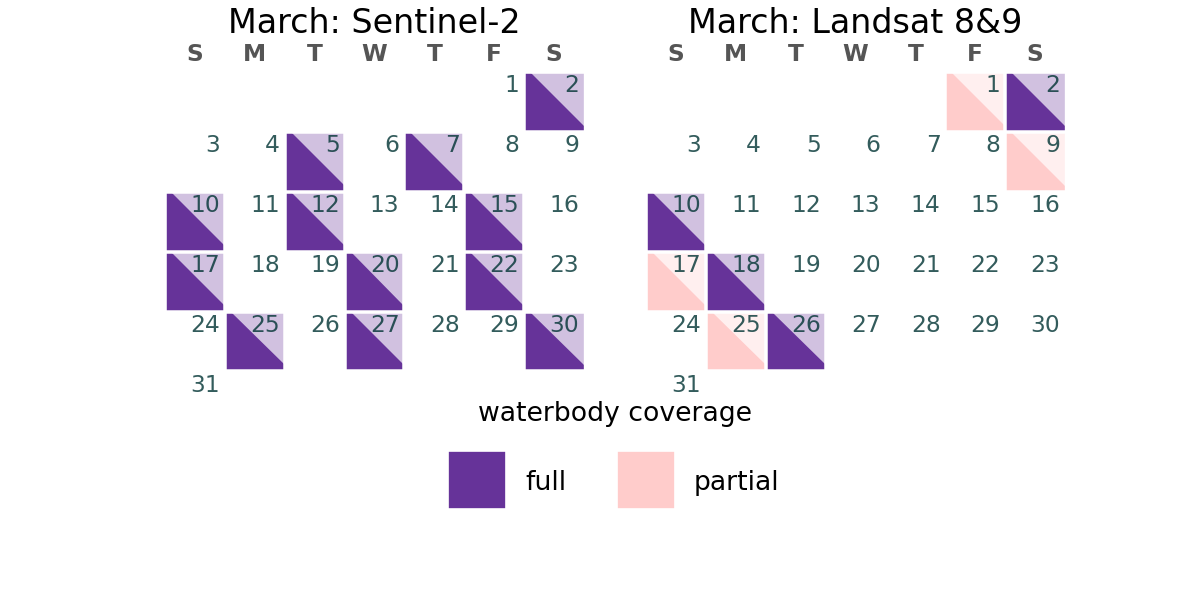 March: Sentinel-2
S M T W T F S
1 2
3 4 5 6 7 8 9
10 11 12 13 14 15 16
17 18 19 20 21 22 23
24 25 26 27 28 29 30
31
March: Landsat 8&9
S M T W T F S
1 2
3 4 5 6 7 8 9
10 11 12 13 14 15 16
17 18 19 20 21 22 23
24 25 26 27 28 29 30
31
waterbody coverage
full
partial